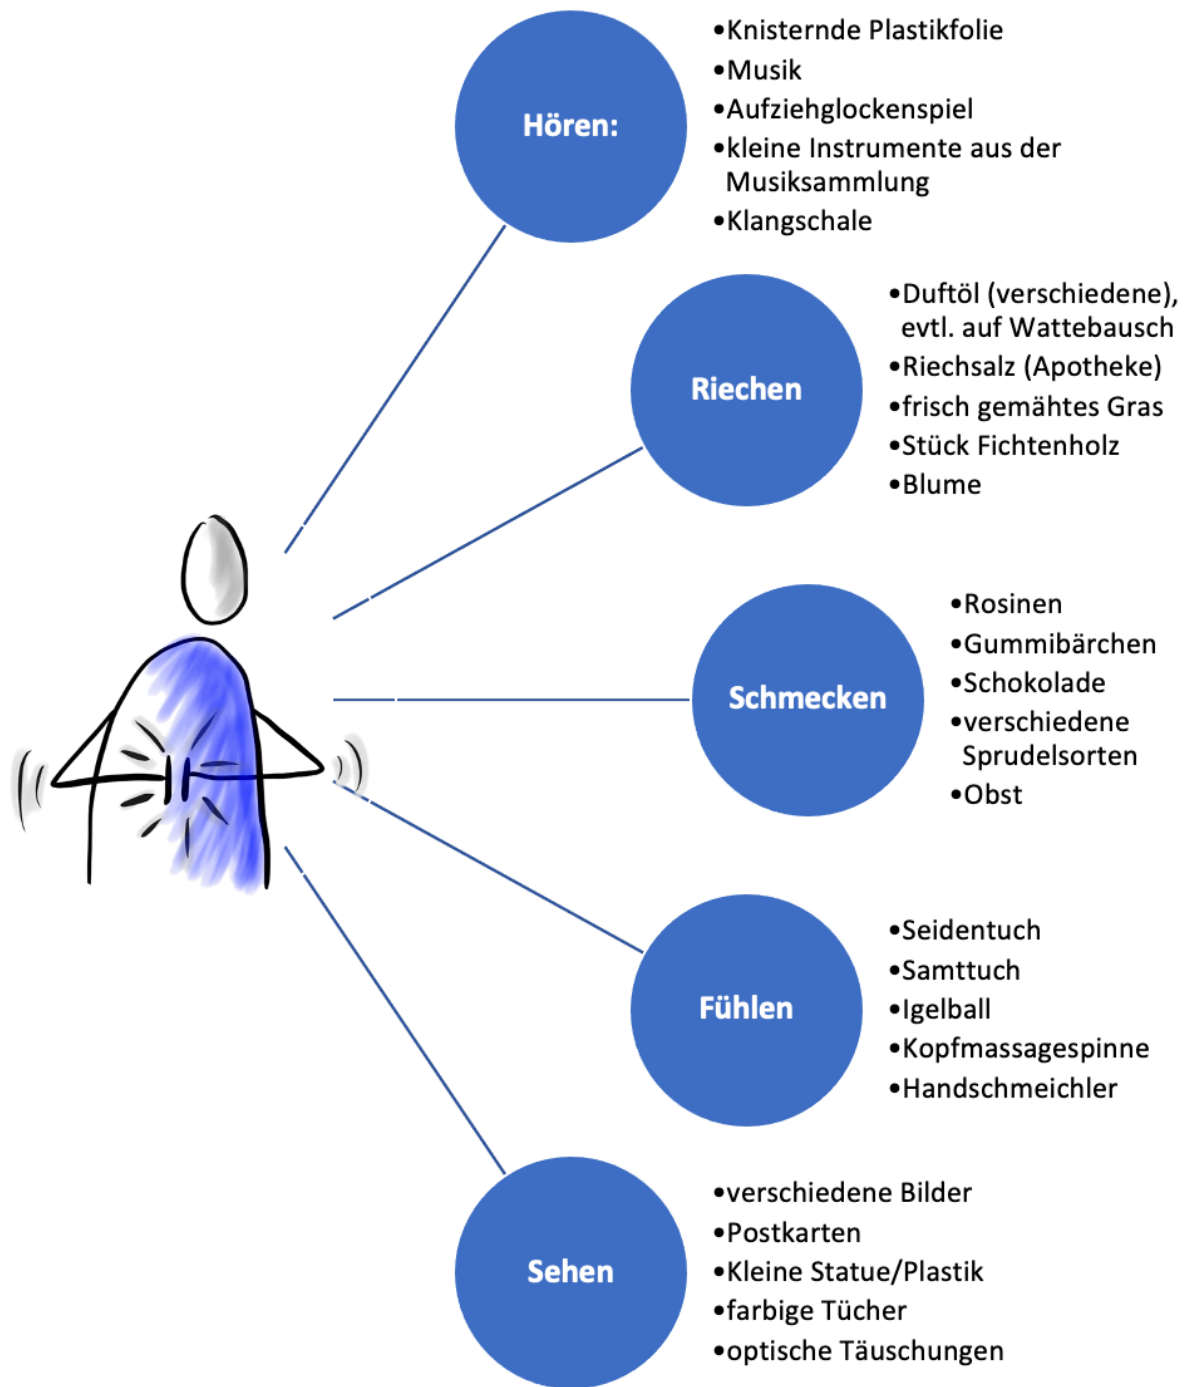 Hören:
•Knisternde Plastikfolie
•Musik
•Aufziehglockenspiel
•kleine Instrumente aus der
Musiksammlung
•Klangschale
Riechen
•Duftöl (verschiedene),
evtl. auf Wattebausch
•Riechsalz (Apotheke)
•frisch gemähtes Gras
•Stück Fichtenholz
•Blume
Schmecken
•Rosinen
•Gummibärchen
•Schokolade
•verschiedene
Sprudelsorten
•Obst
Fühlen
•Seidentuch
•Samttuch
•Igelball
•Kopfmassagespinne
•Handschmeichler
Sehen
•verschiedene Bilder
•Postkarten
•Kleine Statue/Plastik
•farbige Tücher
•optische Täuschungen